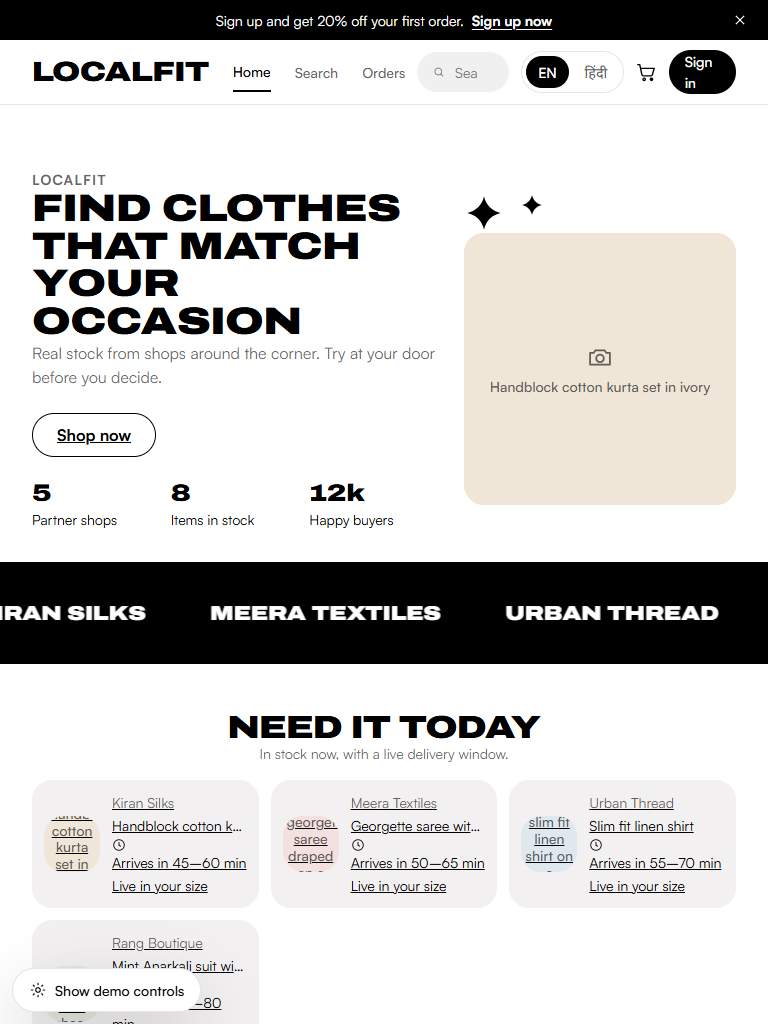 Sign up and get 20% off your first order. Sign up now
LOCALFIT
Home
Search
Orders
Sea
EN
हिंदी
Sign
in
LOCALFIT
FIND CLOTHES
THAT MATCH
YOUR
OCCASION
Real stock from shops around the corner. Try at your door
before you decide.
Shop now
5
Partner shops
8
Items in stock
12k
Happy buyers
Handblock cotton kurta set in ivory
IRAN SILKS
MEERA TEXTILES
URBAN THREAD
NEED IT TODAY
In stock now, with a live delivery window.
cotton
kurta
set in
Kiran Silks
Handblock cotton k...
Arrives in 45–60 min
Live in your size
saree
draped
Meera Textiles
Georgette saree wit...
Arrives in 50–65 min
Live in your size
slim fit
linen
shirt on
Urban Thread
Slim fit linen shirt
Arrives in 55–70 min
Live in your size
Rang Boutique
Mint Anarkali suit wi...
–80
min
Show demo controls